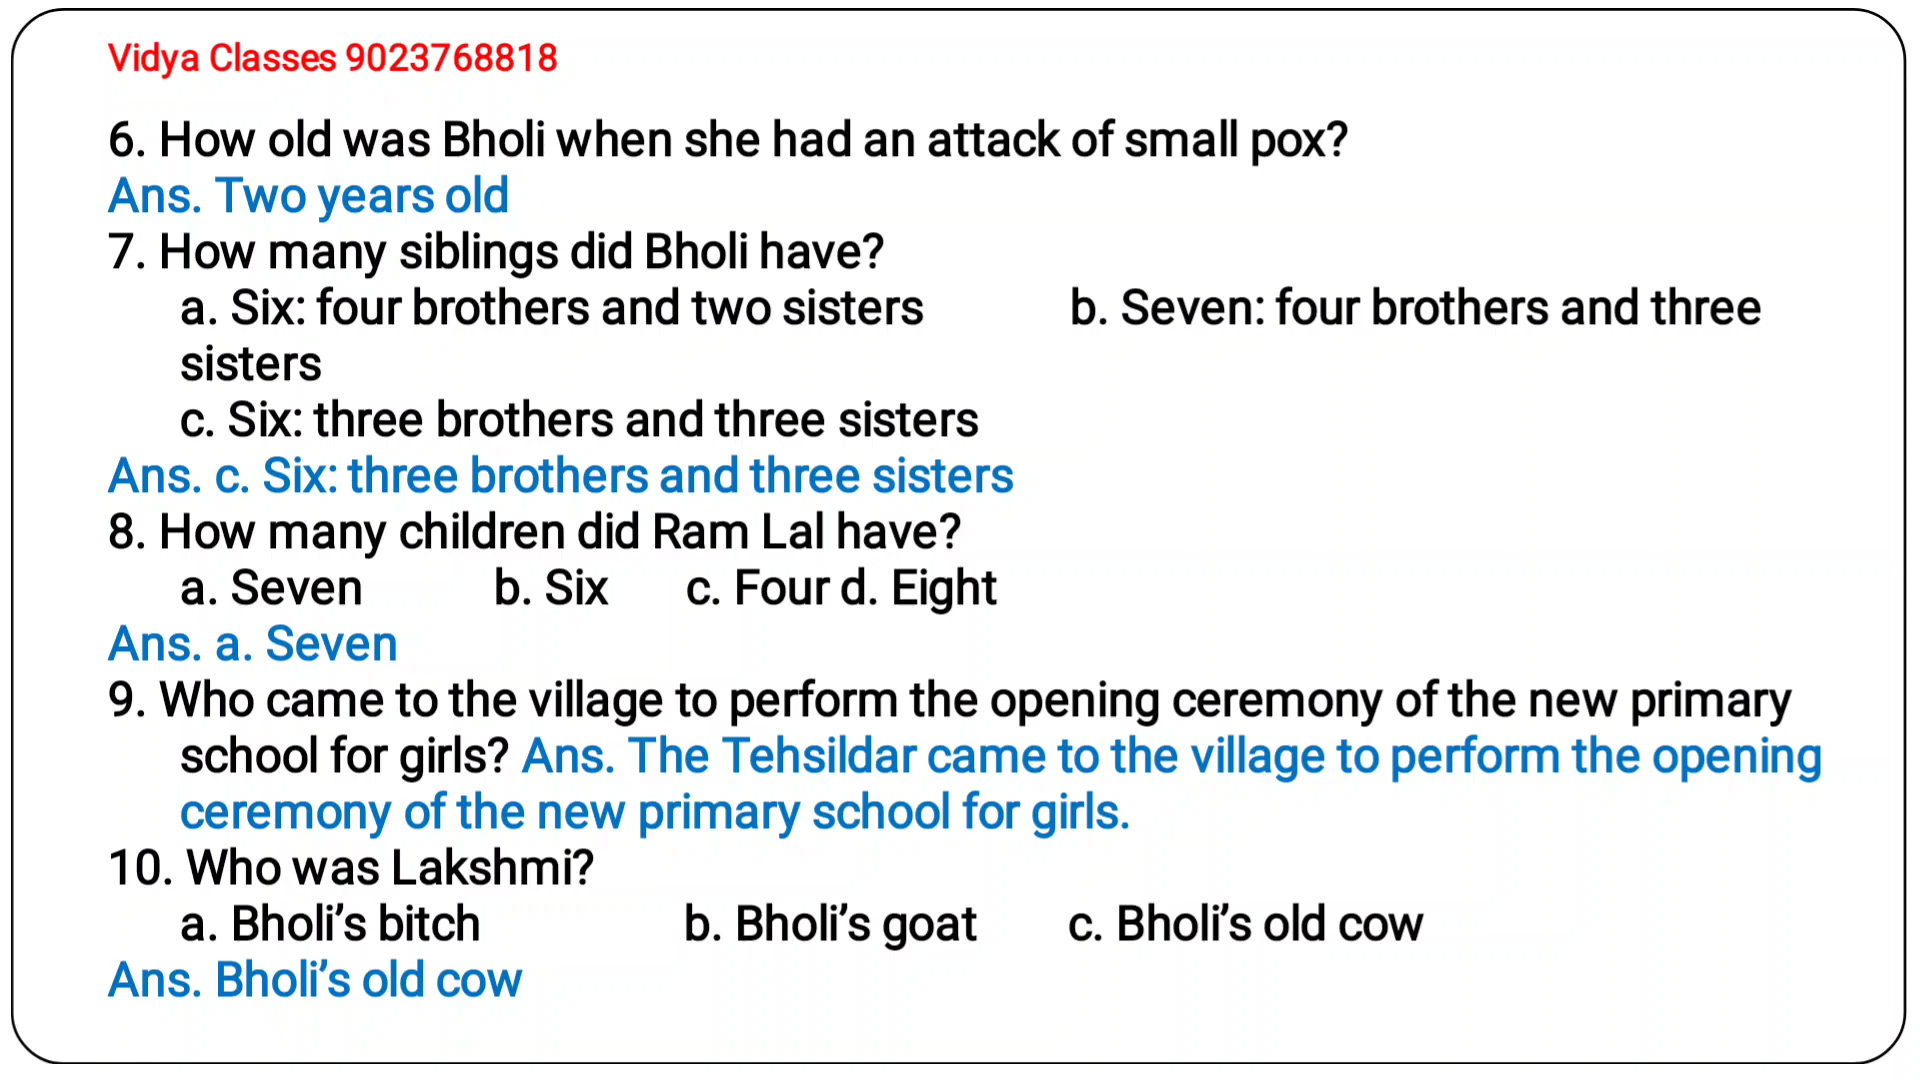 Vidya Classes 9023768818
6. How old was Bholi when she had an attack of small pox?
Ans. Two years old
7. How many siblings did Bholi have?
a. Six: four brothers and two sisters b. Seven: four brothers and three
sisters
c. Six: three brothers and three sisters
Ans. c. Six: three brothers and three sisters
8. How many children did Ram Lal have?
a. Seven b. Six c. Four d. Eight
Ans. a. Seven
9. Who came to the village to perform the opening ceremony of the new primary
school for girls? Ans. The Tehsildar came to the village to perform the opening
ceremony of the new primary school for girls.
10. Who was Lakshmi?
a. Bholi’s bitch b. Bholi’s goat c. Bholi’s old cow
Ans. Bholi’s old cow